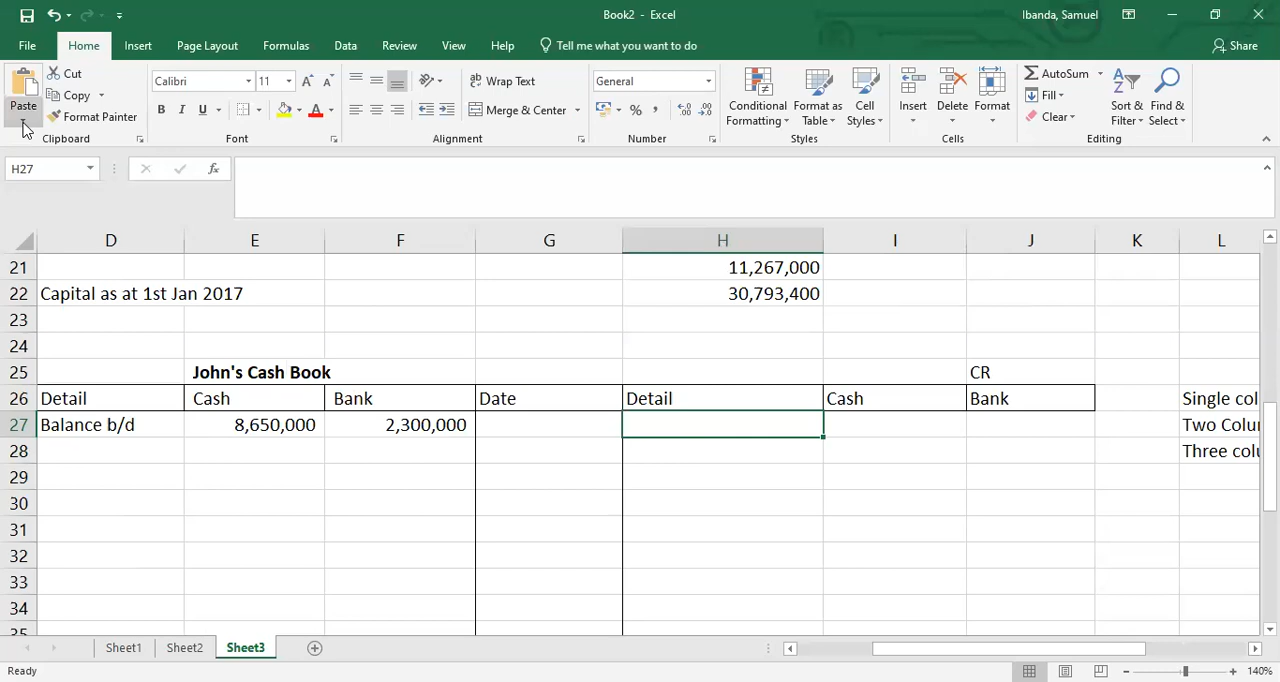 Book2 - Excel
Ibanda, Samuel
File Home Insert Page Layout Formulas Data Review View Help Tell me what you want to do Share
Paste
Cut
Copy
Format Painter
Clipboard
Calibri 11
B I U A
Font
Wrap Text
Merge & Center
Alignment
General
%
Number
Conditional Formatting
Format as Table
Cell Styles
Styles
Insert Delete Format
Cells
AutoSum
Fill
Clear
Sort & Filter
Find & Select
Editing
H27 fx
D E F G H I J K L
21 11,267,000
22 Capital as at 1st Jan 2017 30,793,400
23
24
25 John's Cash Book CR
26 Detail Cash Bank Date Detail Cash Bank Single col
27 Balance b/d 8,650,000 2,300,000 Two Colu
28 Three colu
29
30
31
32
33
34
35
Sheet1 Sheet2 Sheet3
Ready 140%